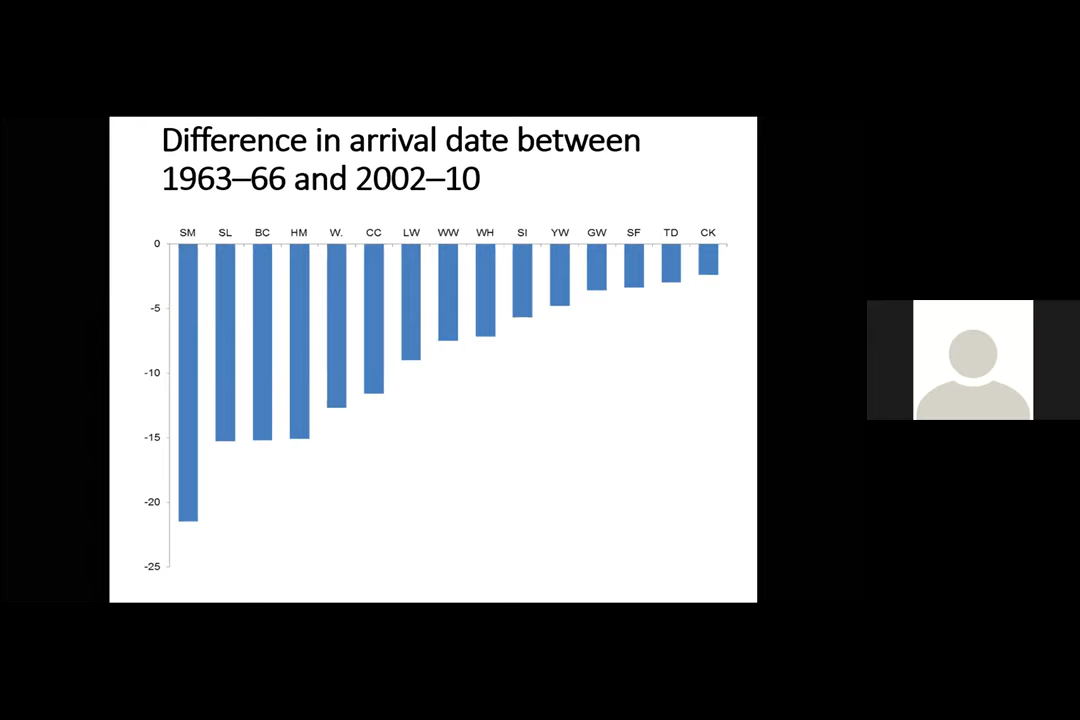 Difference in arrival date between
1963–66 and 2002–10
SM SL BC HM W. CC LW WW WH SI YW GW SF TD CK
0
-5
-10
-15
-20
-25